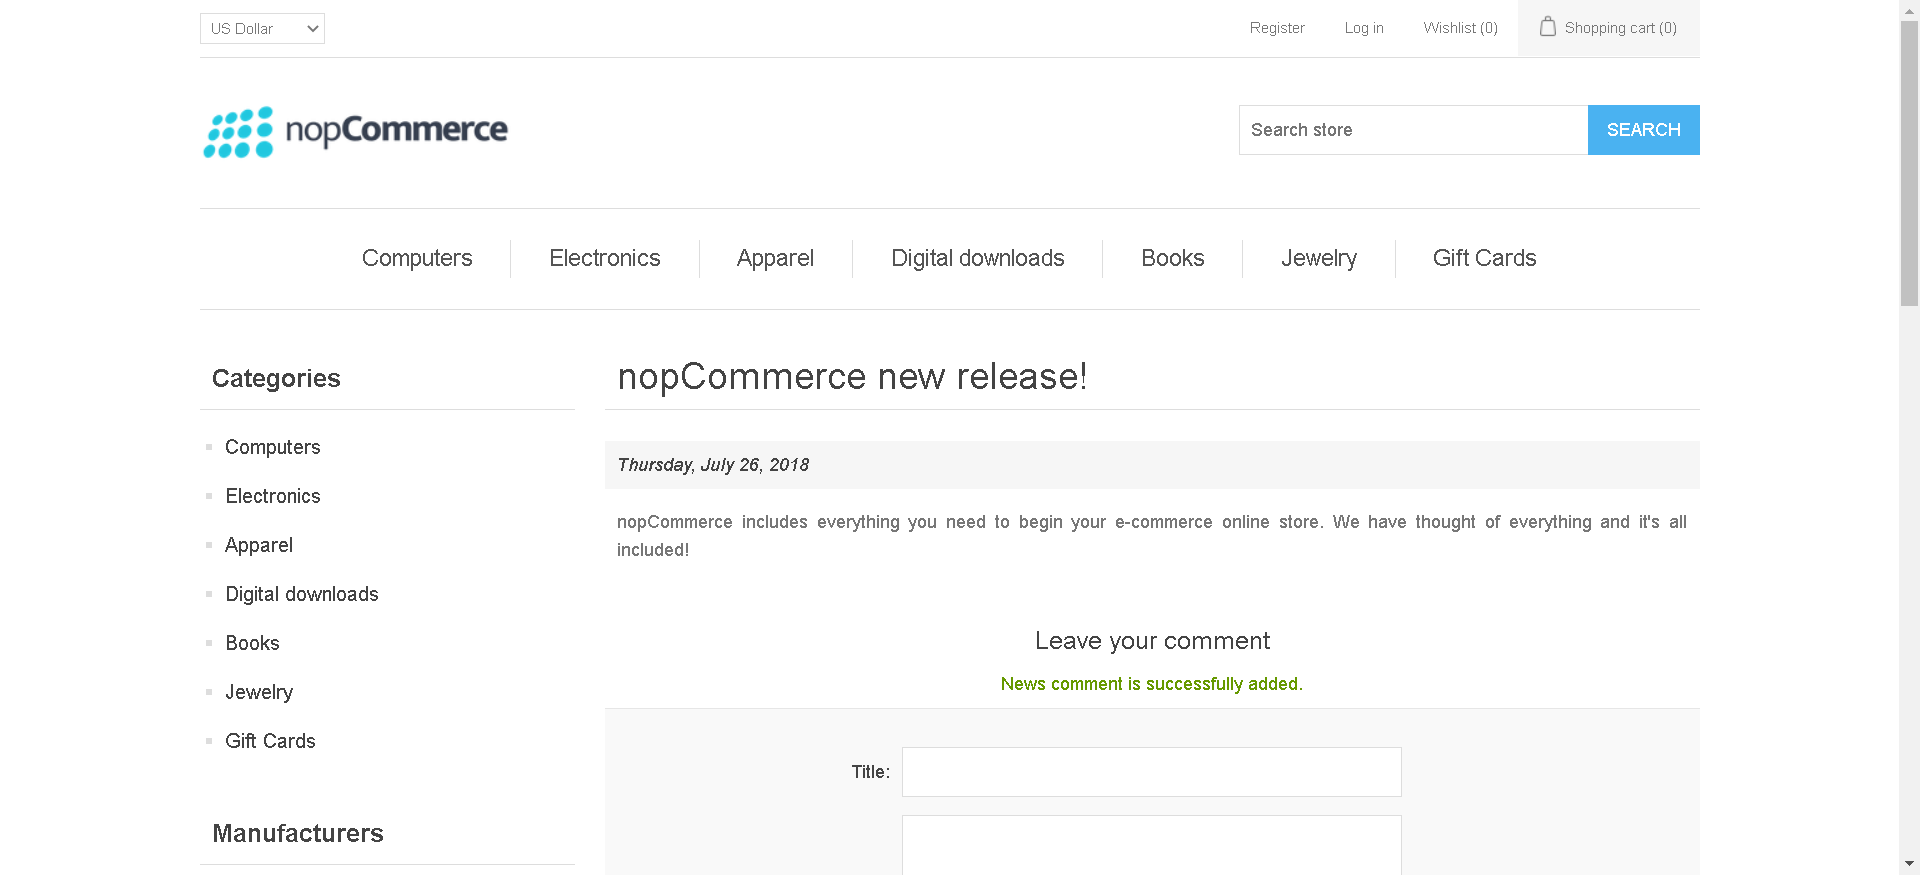 US Dollar
Register
Log in
Wishlist (0)
Shopping cart (0)
nopCommerce
Search store
SEARCH
Computers
Electronics
Apparel
Digital downloads
Books
Jewelry
Gift Cards
Categories
Computers
Electronics
Apparel
Digital downloads
Books
Jewelry
Gift Cards
Manufacturers
nopCommerce new release!
Thursday, July 26, 2018
nopCommerce includes everything you need to begin your e-commerce online store. We have thought of everything and it's all
included!
Leave your comment
News comment is successfully added.
Title: